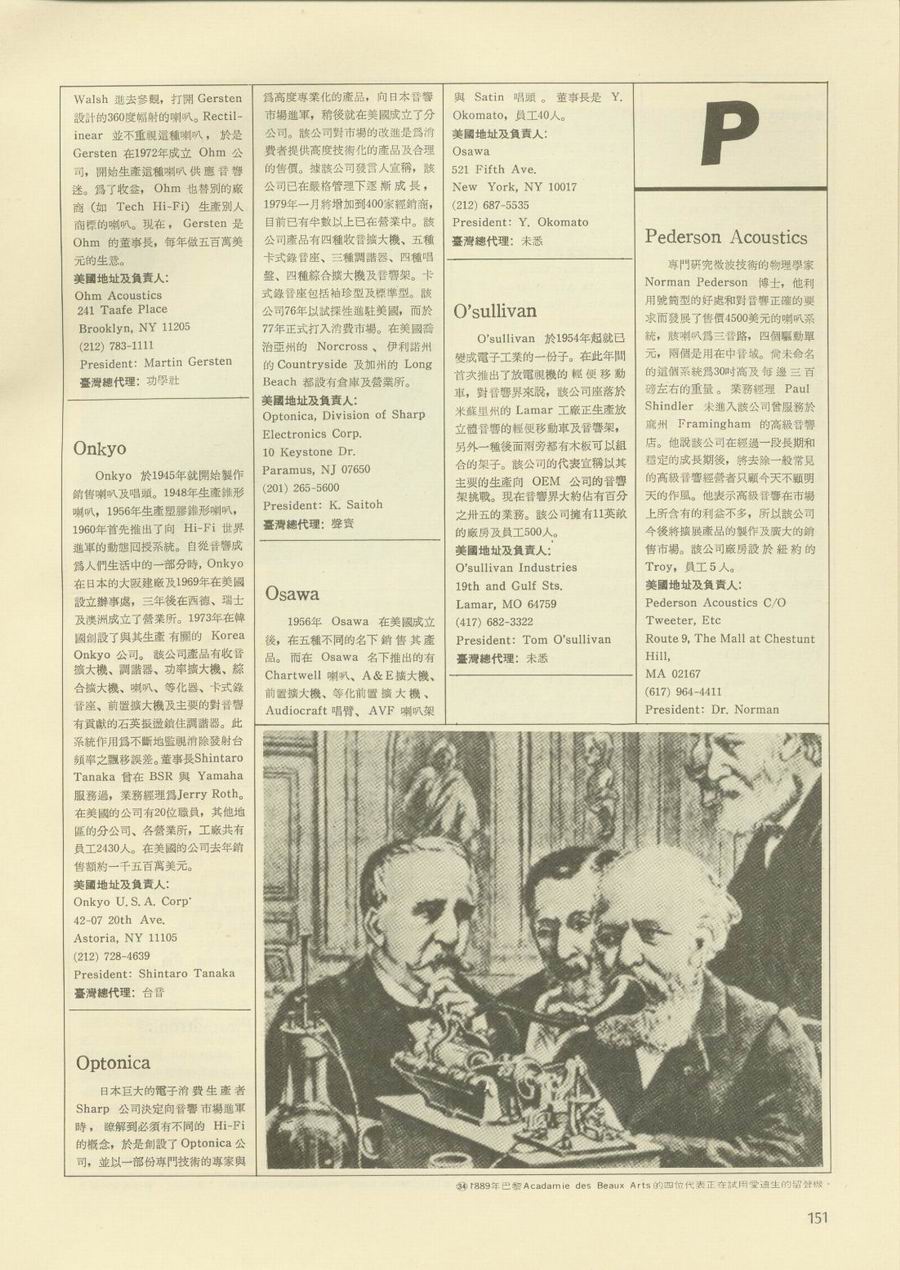 Walsh 進去參觀，打開 Gersten
設計的360度幅射的喇叭。Rectil-
inear 並不重視這種喇叭，於是
Gersten 在1972年成立 Ohm 公
司，開始生產這種喇叭供應音響
迷。爲了收益，Ohm 也替別的廠
商（如 Tech Hi-Fi）生產別人
商標的喇叭。現在，Gersten 是
Ohm 的董事長，每年做五百萬美
元的生意。
美國地址及負責人：
Ohm Acoustics
241 Taafe Place
Brooklyn, NY 11205
(212) 783-1111
President: Martin Gersten
臺灣總代理：功學社
Onkyo
Onkyo 於1945年就開始製作
銷售喇叭及唱頭。1948年生產錐形
喇叭，1956年生產塑膠錐形喇叭，
1960年首先推出了向 Hi-Fi 世界
進軍的動態回授系統。自從音響成
爲人們生活中的一部分時，Onkyo
在日本的大阪建廠及1969年在美國
設立辦事處，三年後在西德、瑞士
及澳洲成立了營業所。1973年在韓
國創設了與其生產有關的 Korea
Onkyo 公司。該公司產品有收音
擴大機、調諧器、功率擴大機、綜
合擴大機、喇叭、等化器、卡式錄
音座、前置擴大機及主要的對音響
有貢獻的石英振盪鎖住調諧器。此
系統作用爲不斷地監視消除發射台
頻率之飄移誤差。董事長Shintaro
Tanaka 曾在 BSR 與 Yamaha
服務過，業務經理爲Jerry Roth。
在美國的公司有20位職員，其他地
區的分公司、各營業所，工廠共有
員工2430人。在美國的公司去年銷
售額約一千五百萬美元。
美國地址及負責人：
Onkyo U.S.A. Corp·
42-07 20th Ave.
Astoria, NY 11105
(212) 728-4639
President: Shintaro Tanaka
臺灣總代理：台音
Optonica
日本巨大的電子消費生產者
Sharp 公司決定向音響市場進軍
時，瞭解到必須有不同的 Hi-Fi
的概念，於是創設了 Optonica 公
司，並以一部份專門技術的專家與
爲高度專業化的產品，向日本音響
市場進軍，稍後就在美國成立了分
公司。該公司對市場的改進是爲消
費者提供高度技術化的產品及合理
的售價。據該公司發言人宣稱，該
公司已在嚴格管理下逐漸成長，
1979年一月將增加到400家經銷商，
目前已有半數以上已在營業中。該
公司產品有四種收音擴大機、五種
卡式錄音座、三種調諧器、四種唱
盤、四種綜合擴大機及音響架。卡
式錄音座包括袖珍型及標準型。該
公司76年以試探性進駐美國，而於
77年正式打入消費市場。在美國喬
治亞州的 Norcross、伊利諾州
的 Countryside 及加州的 Long
Beach 都設有倉庫及營業所。
美國地址及負責人：
Optonica, Division of Sharp
Electronics Corp.
10 Keystone Dr.
Paramus, NJ 07650
(201) 265-5600
President: K. Saitoh
臺灣總代理：聲寶
Osawa
1956年 Osawa 在美國成立
後，在五種不同的名下銷售其產
品。而在 Osawa 名下推出的有
Chartwell 喇叭、A&E擴大機、
前置擴大機、等化前置擴大機、
Audiocraft 唱臂、AVF 喇叭架
與 Satin 唱頭。董事長是 Y.
Okomato，員工40人。
美國地址及負責人：
Osawa
521 Fifth Ave.
New York, NY 10017
(212) 687-5535
President: Y. Okomato
臺灣總代理：未悉
O'sullivan
O'sullivan 於1954年起就已
變成電子工業的一份子。在此年間
首次推出了放電視機的輕便移動
車，對音響界來說，該公司座落於
米蘇里州的 Lamar 工廠正生產放
立體音響的輕便移動車及音響架，
另外一種後面兩旁都有木板可以組
合的架子。該公司的代表宣稱以其
主要的生產向 OEM 公司的音響
架挑戰。現在音響界大約佔有百分
之卅五的業務。該公司擁有11英畝
的廠房及員工500人。
美國地址及負責人：
O'sullivan Industries
19th and Gulf Sts.
Lamar, MO 64759
(417) 682-3322
President: Tom O'sullivan
臺灣總代理：未悉
P
Pederson Acoustics
專門研究微波技術的物理學家
Norman Pederson 博士，他利
用號筒型的好處和對音響正確的要
求而發展了售價4500美元的喇叭系
統，該喇叭爲三音路，四個驅動單
元，兩個是用在中音域。尙未命名
的這個系統爲30吋高及每邊三百
磅左右的重量。業務經理 Paul
Shindler 未進入該公司曾服務於
麻州 Framingham 的高級音響
店。他說該公司在經過一段長期和
穩定的成長期後，將去除一般常見
的高級音響經營者只顧今天不顧明
天的作風。他表示高級音響在市場
上所含有的利益不多，所以該公司
今後將擴展產品的製作及廣大的銷
售市場。該公司廠房設於紐約的
Troy，員工5人。
美國地址及負責人：
Pederson Acoustics C/O
Tweeter, Etc
Route 9, The Mall at Chestunt
Hill,
MA 02167
(617) 964-4411
President: Dr. Norman
㉞1889年巴黎Acadamie des Beaux Arts的四位代表正在試用愛迪生的留聲機。
151